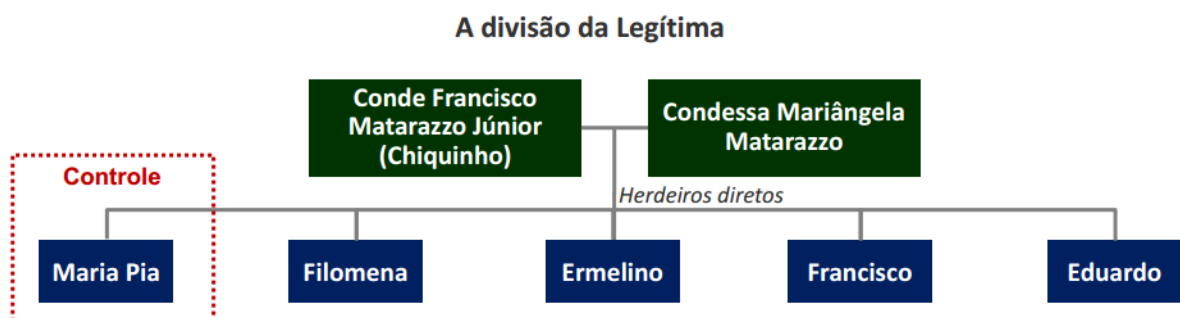 A divisão da Legítima
Conde Francisco
Matarazzo Júnior
(Chiquinho)
Condessa Mariângela
Matarazzo
Controle
Herdeiros diretos
Maria Pia
Filomena
Ermelino
Francisco
Eduardo